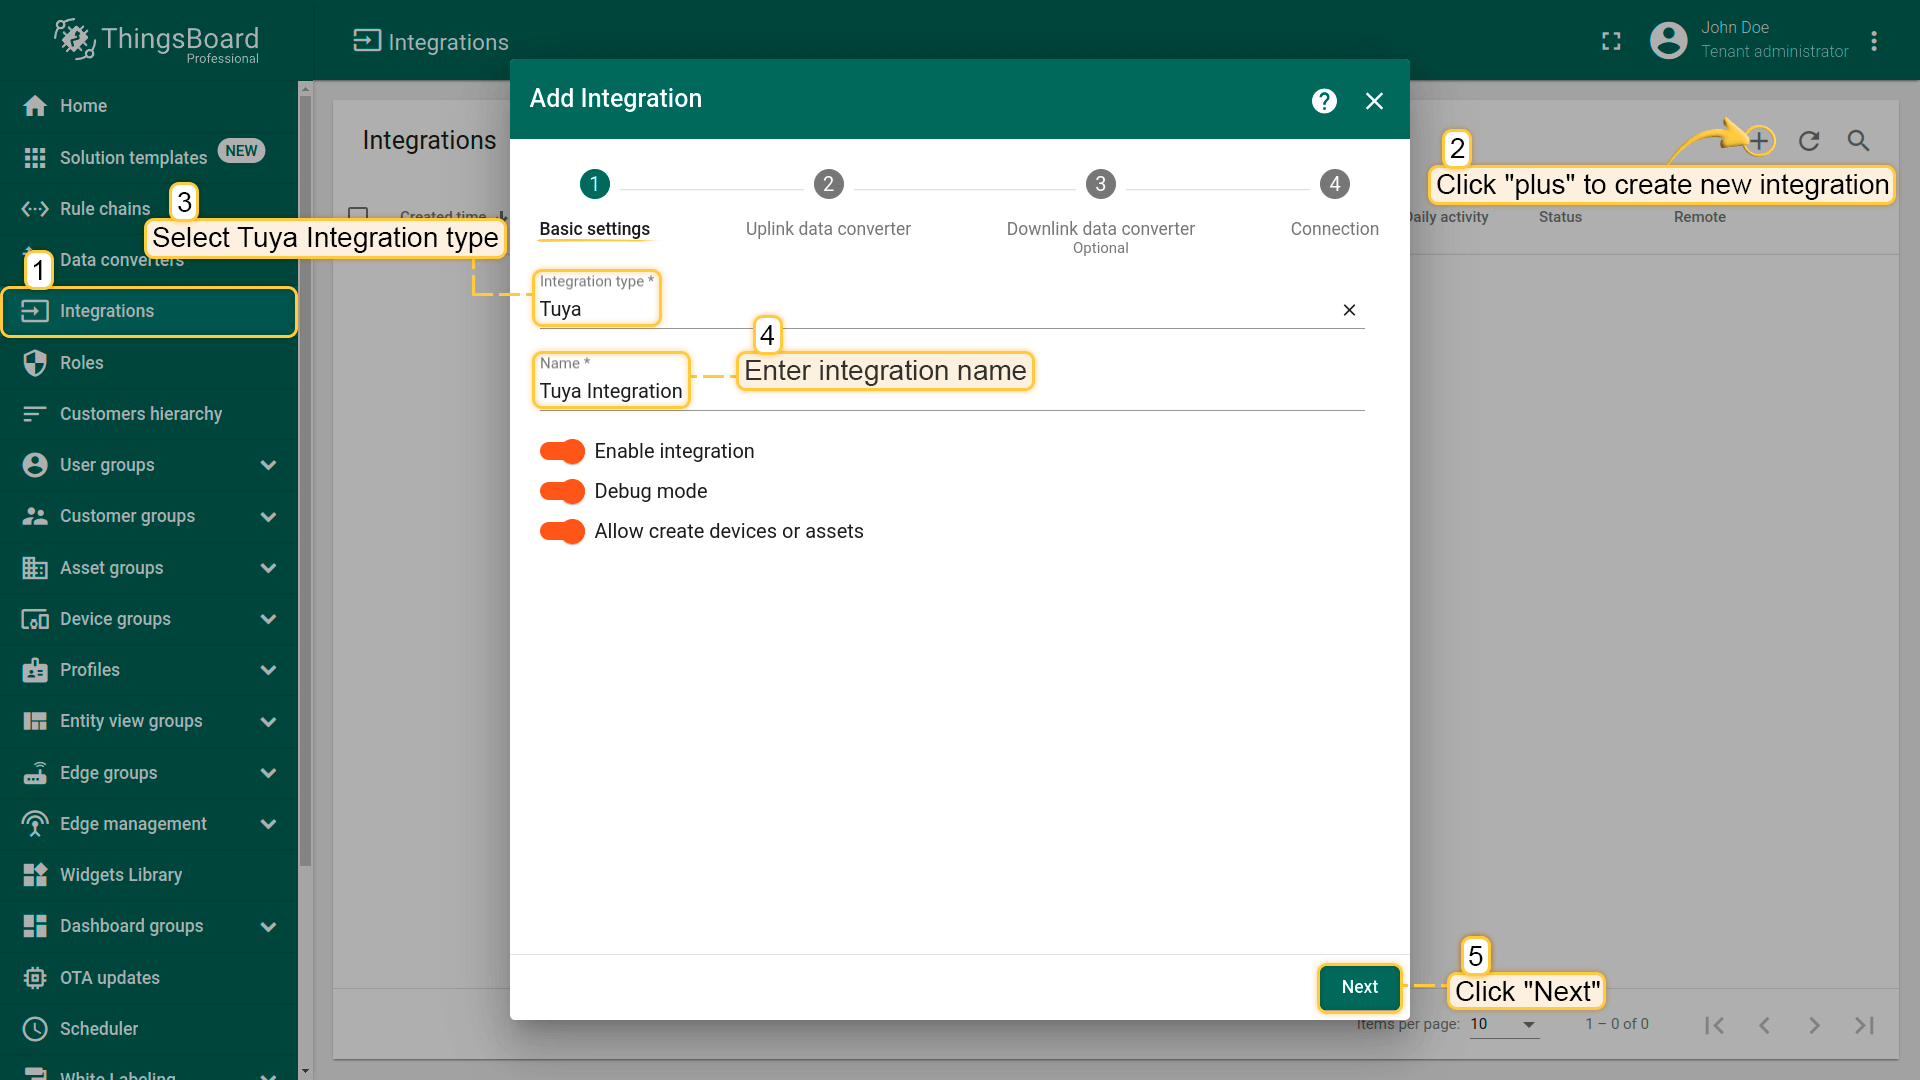 ThingsBoard
Professional
Integrations
John Doe
Tenant administrator
Home
Solution templates NEW
Rule chains
Data converters
Integrations
Roles
Customers hierarchy
User groups
Customer groups
Asset groups
Device groups
Profiles
Entity view groups
Edge groups
Edge management
Widgets Library
Dashboard groups
OTA updates
Scheduler
White Labeling
1
3
Select Tuya Integration type
Integrations
Created time
Daily activity
Status
Remote
2
Click "plus" to create new integration
Add Integration
?
1
2
3
4
Basic settings
Uplink data converter
Downlink data converter
Optional
Connection
Integration type *
Tuya
Name *
Tuya Integration
4
Enter integration name
Enable integration
Debug mode
Allow create devices or assets
Next
5
Click "Next"
Items per page: 10
1 – 0 of 0